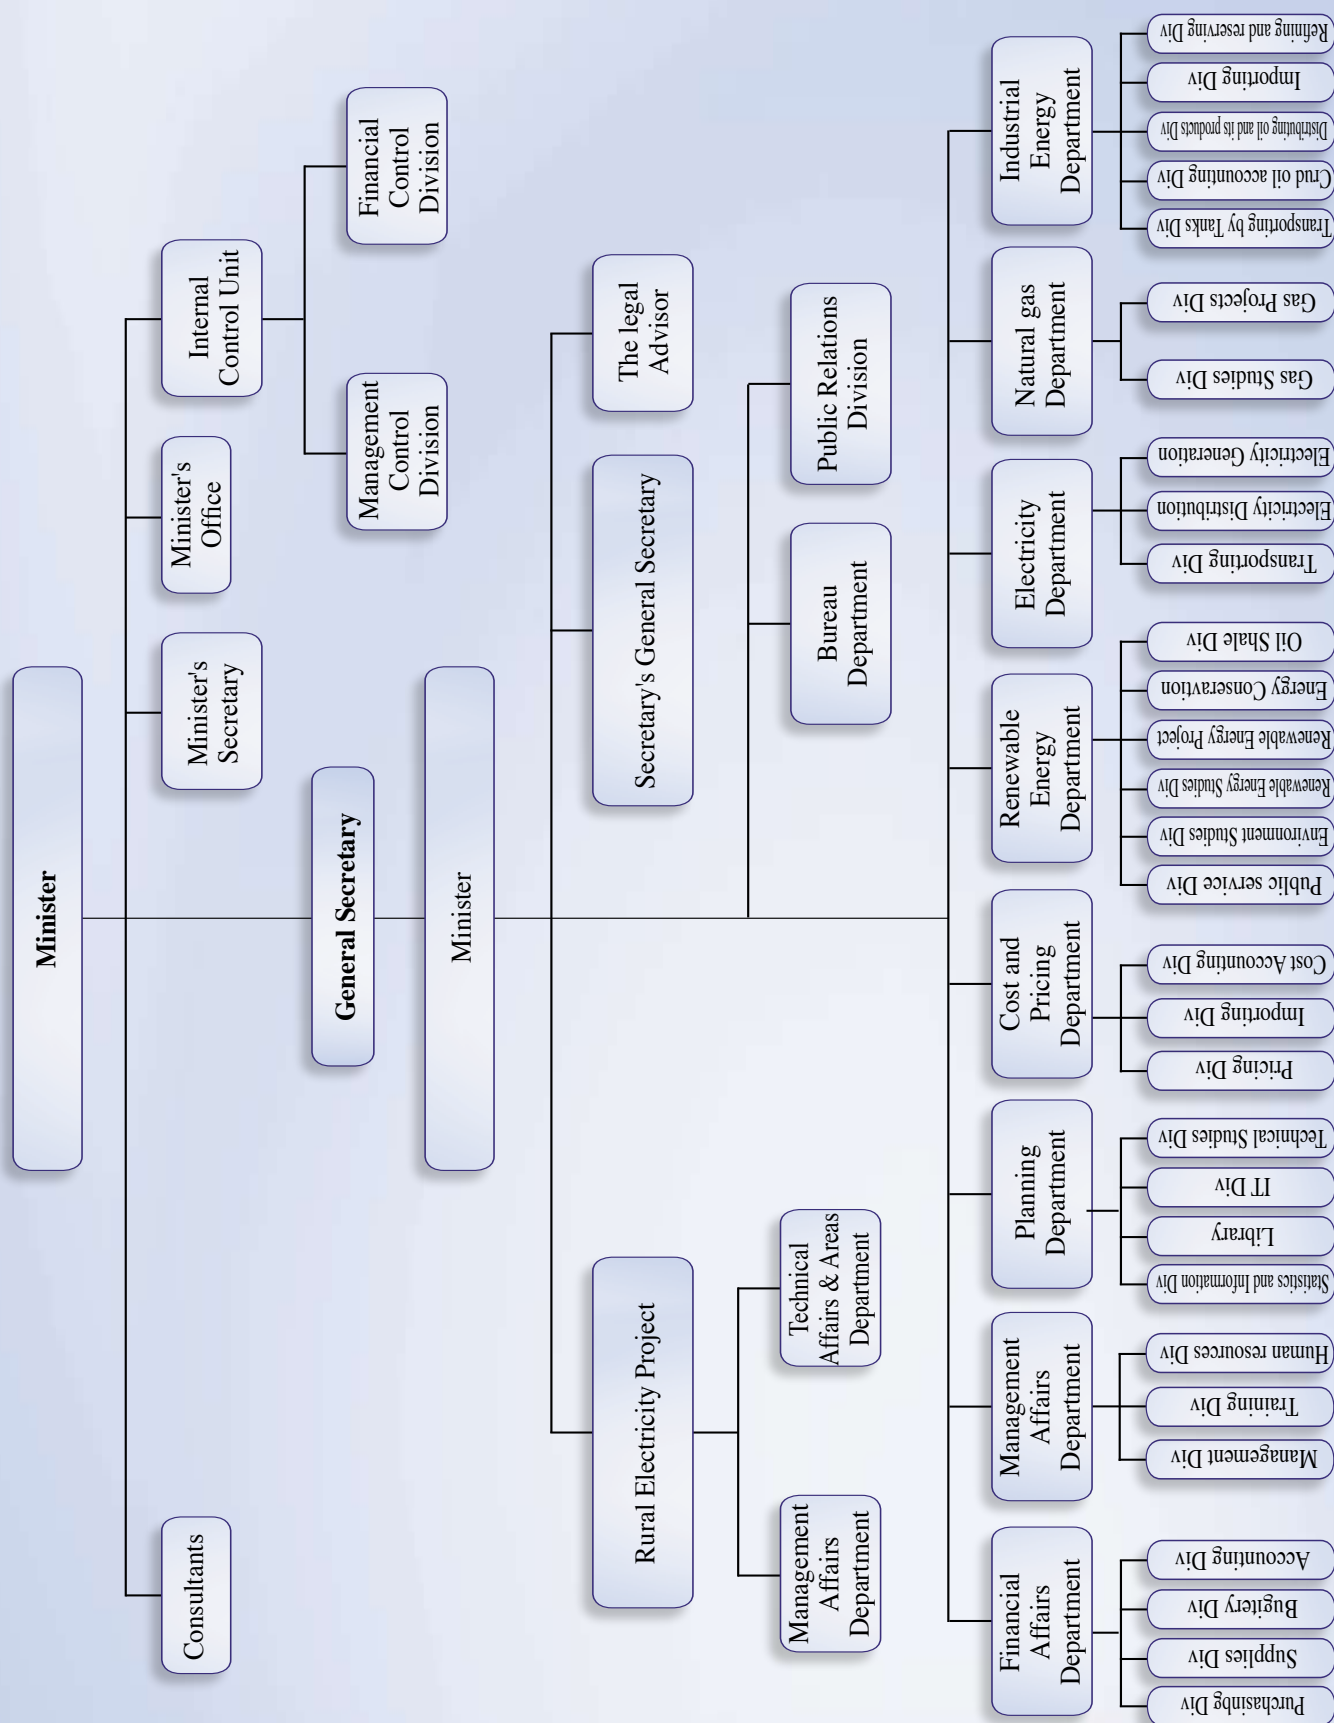 Minister
Consultants
Minister's
Secretary
Minister's
Office
Internal
Control Unit
Management
Control
Division
Financial
Control
Division
General Secretary
Minister
Rural Electricity Project
Secretary's General Secretary
The legal
Advisor
Management
Affairs
Department
Technical
Affairs & Areas
Department
Bureau
Department
Public Relations
Division
Financial
Affairs
Department
Management
Affairs
Department
Planning
Department
Cost and
Pricing
Department
Renewable
Energy
Department
Electricity
Department
Natural gas
Department
Industrial
Energy
Department
Purchasinbg Div
Supplies Div
Bugitery Div
Accounting Div
Management Div
Training Div
Human resources Div
Statistics and Information Div
Library
IT Div
Technical Studies Div
Pricing Div
Importing Div
Cost Accounting Div
Public service Div
Environment Studies Div
Renewable Energy Studies Div
Renewable Energy Project
Energy Conseravtion
Oil Shale Div
Transporting Div
Electricity Distribution
Electricity Generation
Gas Studies Div
Gas Projects Div
Transporting by Tanks Div
Crud oil accounting Div
Distributing oil and its products Div
Importing Div
Refining and reserving Div